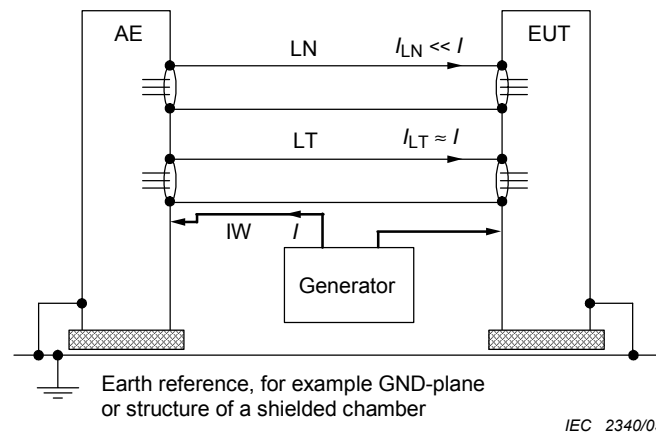 AE
LN
I_LN << I
EUT
LT
I_LT ≈ I
IW
I
Generator
Earth reference, for example GND-plane
or structure of a shielded chamber
IEC 2340/0